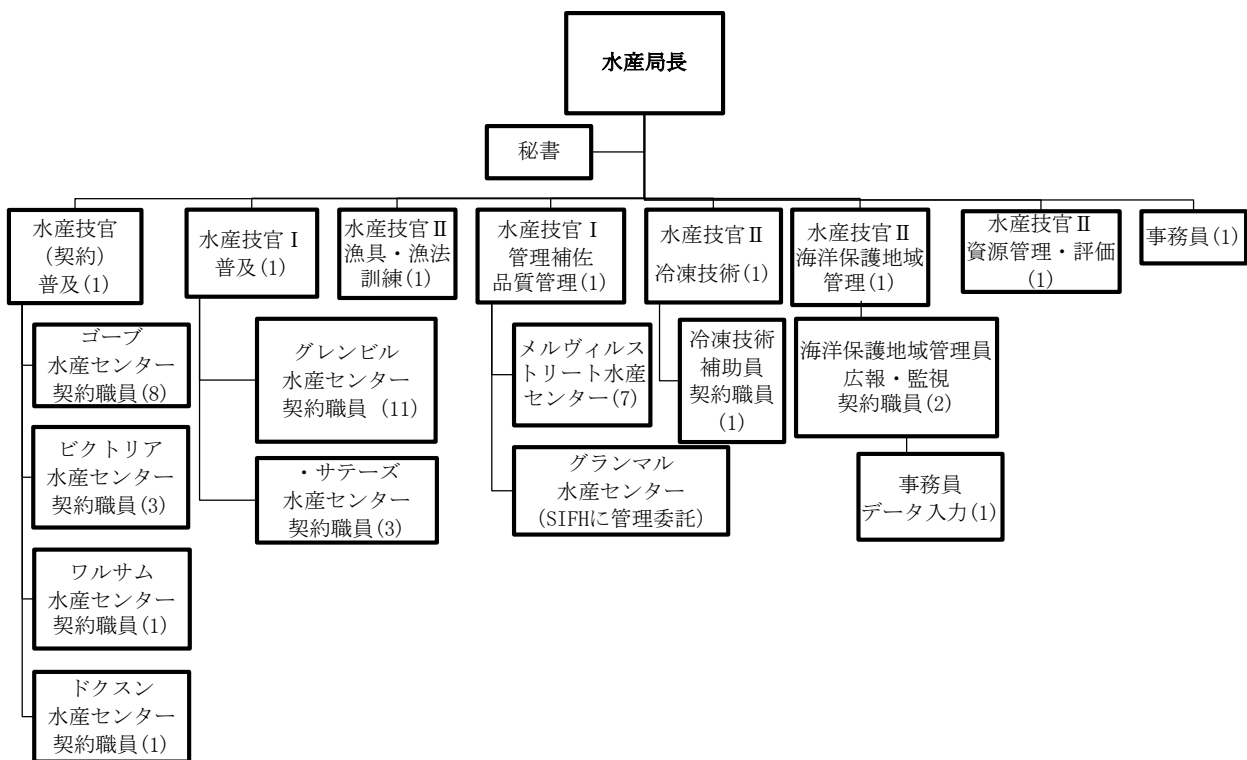 水産局長
秘書
水産技官
(契約)
普及(1)
水産技官Ⅰ
普及(1)
水産技官Ⅱ
漁具・漁法
訓練(1)
水産技官Ⅰ
管理補佐
品質管理(1)
水産技官Ⅱ
冷凍技術(1)
水産技官Ⅱ
海洋保護地域
管理(1)
水産技官Ⅱ
資源管理・評価
(1)
事務員(1)
ゴーブ
水産センター
契約職員(8)
ビクトリア
水産センター
契約職員(3)
ワルサム
水産センター
契約職員(1)
ドクスン
水産センター
契約職員(1)
グレンビル
水産センター
契約職員 (11)
・サテーズ
水産センター
契約職員(3)
メルヴィルス
トリート水産
センター(7)
グランマル
水産センター
(SIFHに管理委託)
冷凍技術
補助員
契約職員
(1)
海洋保護地域管理員
広報・監視
契約職員(2)
事務員
データ入力(1)